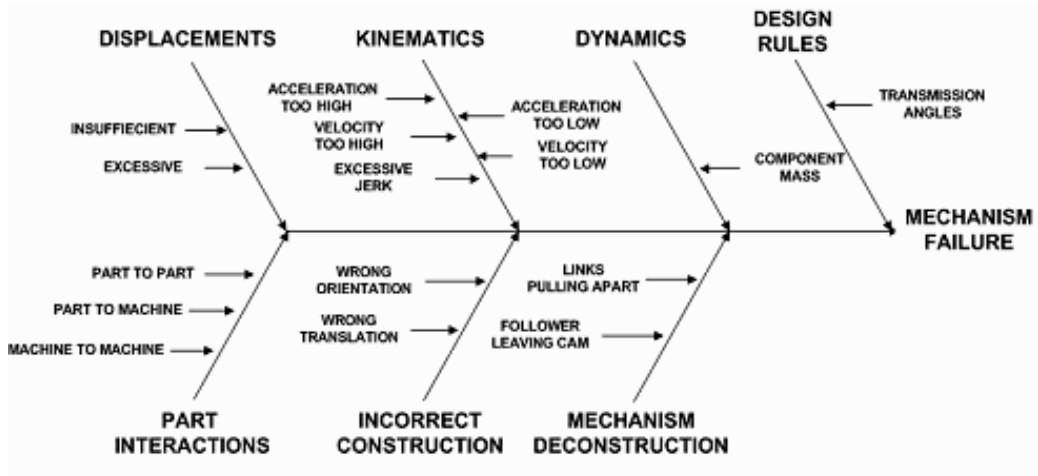 DISPLACEMENTS
KINEMATICS
DYNAMICS
DESIGN
RULES
ACCELERATION
TOO HIGH
ACCELERATION
TOO LOW
TRANSMISSION
ANGLES
INSUFFIECIENT
VELOCITY
TOO HIGH
VELOCITY
TOO LOW
EXCESSIVE
EXCESSIVE
JERK
COMPONENT
MASS
MECHANISM
FAILURE
PART TO PART
WRONG
ORIENTATION
LINKS
PULLING APART
PART TO MACHINE
WRONG
TRANSLATION
FOLLOWER
LEAVING CAM
MACHINE TO MACHINE
PART
INTERACTIONS
INCORRECT
CONSTRUCTION
MECHANISM
DECONSTRUCTION